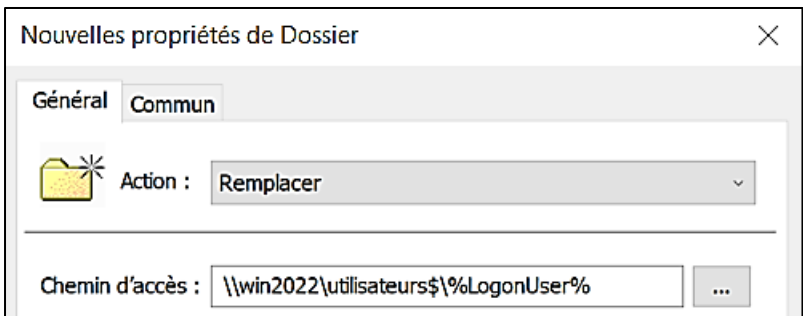 Nouvelles propriétés de Dossier
Général Commun
Action : Remplacer
Chemin d'accès : \\win2022\utilisateurs$\%LogonUser% ...